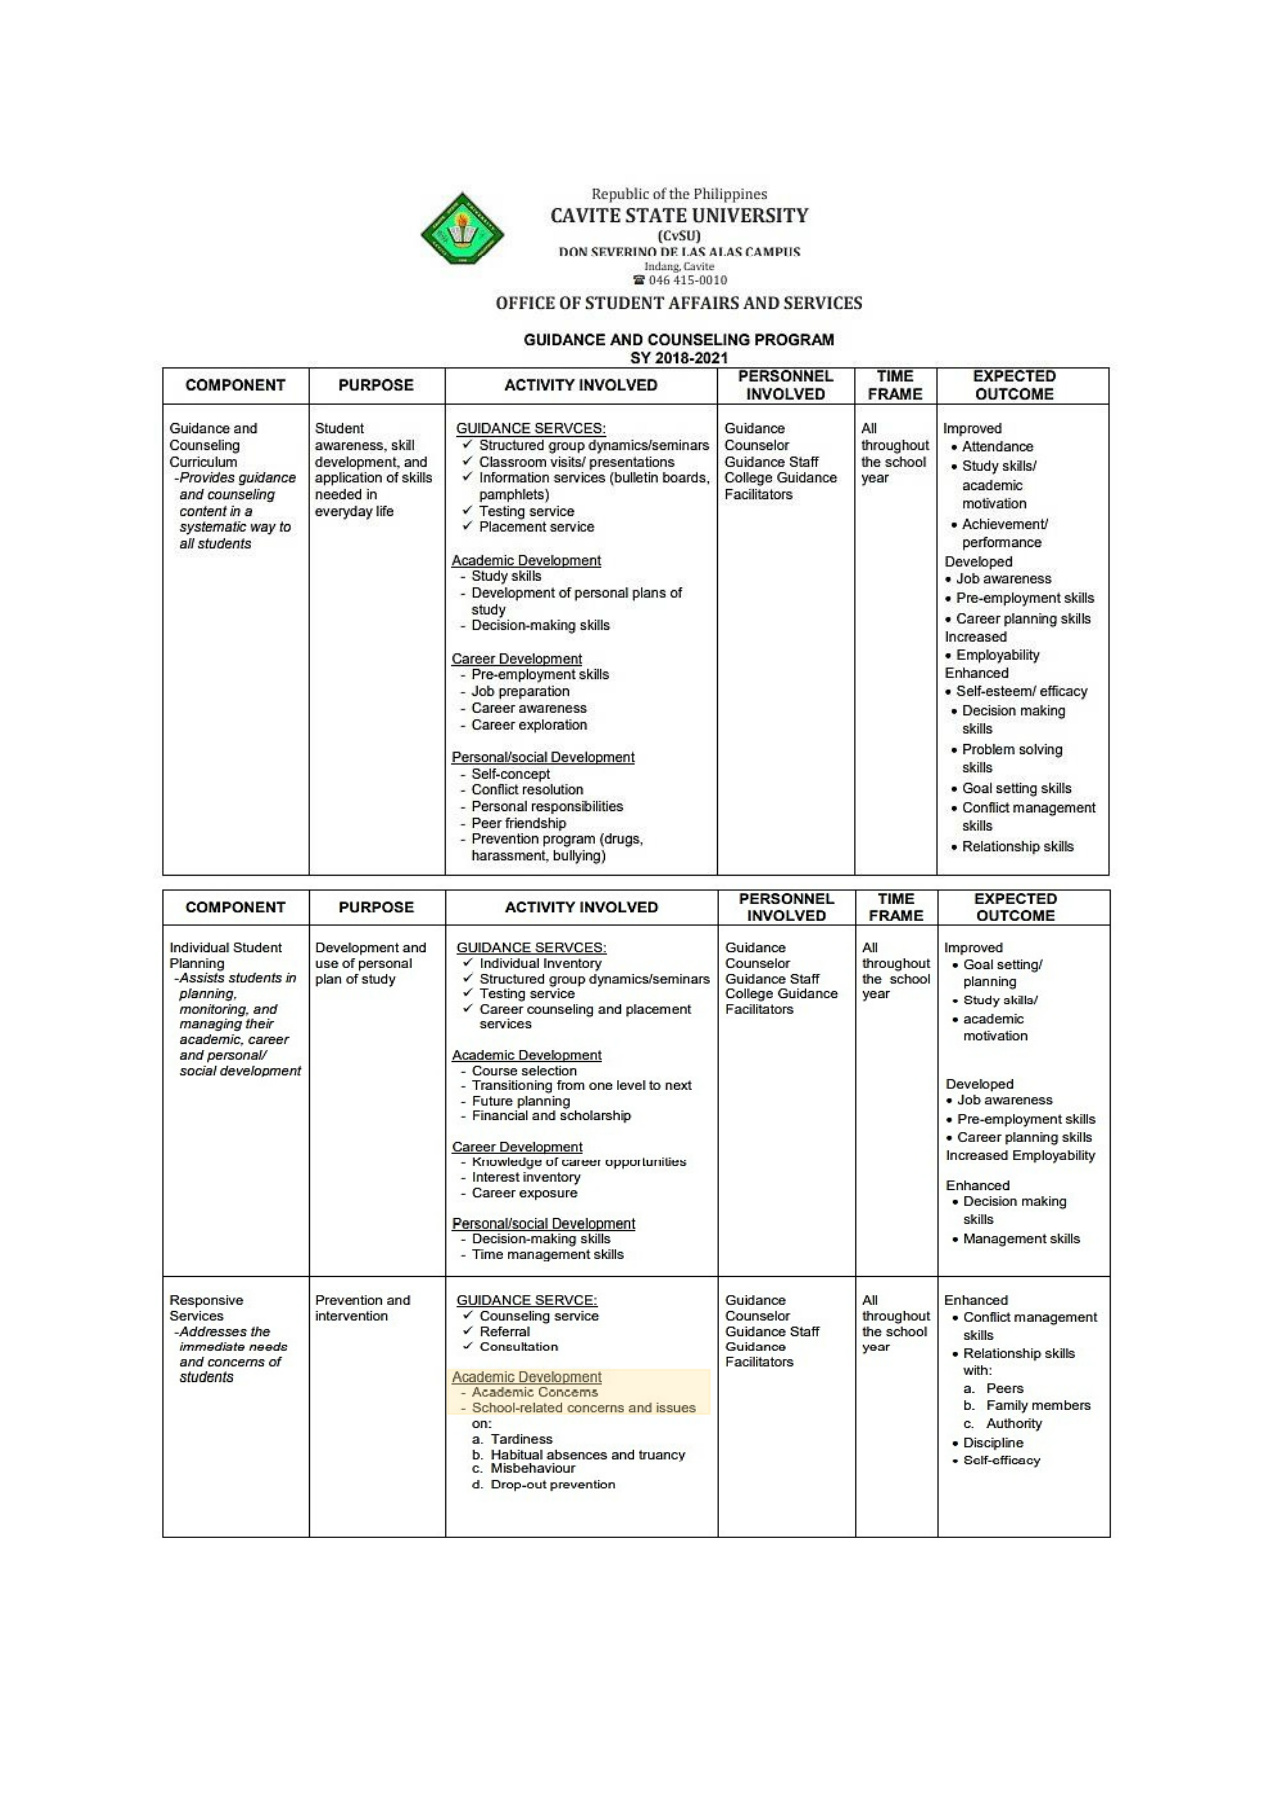 Republic of the Philippines
CAVITE STATE UNIVERSITY
(CvSU)
DON SEVERINO DE LAS ALAS CAMPUS
Indang, Cavite
☎ 046 415-0010
OFFICE OF STUDENT AFFAIRS AND SERVICES
GUIDANCE AND COUNSELING PROGRAM
SY 2018-2021
COMPONENT
PURPOSE
ACTIVITY INVOLVED
PERSONNEL
INVOLVED
TIME
FRAME
EXPECTED
OUTCOME
Guidance and
Counseling
Curriculum
-Provides guidance
and counseling
content in a
systematic way to
all students
Student
awareness, skill
development, and
application of skills
needed in
everyday life
GUIDANCE SERVCES:
✓ Structured group dynamics/seminars
✓ Classroom visits/ presentations
✓ Information services (bulletin boards,
pamphlets)
✓ Testing service
✓ Placement service
Academic Development
- Study skills
- Development of personal plans of
study
- Decision-making skills
Career Development
- Pre-employment skills
- Job preparation
- Career awareness
- Career exploration
Personal/social Development
- Self-concept
- Conflict resolution
- Personal responsibilities
- Peer friendship
- Prevention program (drugs,
harassment, bullying)
Guidance
Counselor
Guidance Staff
College Guidance
Facilitators
All
throughout
the school
year
Improved
• Attendance
• Study skills/
academic
motivation
• Achievement/
performance
Developed
• Job awareness
• Pre-employment skills
• Career planning skills
Increased
• Employability
Enhanced
• Self-esteem/ efficacy
• Decision making
skills
• Problem solving
skills
• Goal setting skills
• Conflict management
skills
• Relationship skills
COMPONENT
PURPOSE
ACTIVITY INVOLVED
PERSONNEL
INVOLVED
TIME
FRAME
EXPECTED
OUTCOME
Individual Student
Planning
-Assists students in
planning,
monitoring, and
managing their
academic, career
and personal/
social development
Development and
use of personal
plan of study
GUIDANCE SERVCES:
✓ Individual Inventory
✓ Structured group dynamics/seminars
✓ Testing service
✓ Career counseling and placement
services
Academic Development
- Course selection
- Transitioning from one level to next
- Future planning
- Financial and scholarship
Career Development
- Knowledge of career opportunities
- Interest inventory
- Career exposure
Personal/social Development
- Decision-making skills
- Time management skills
Guidance
Counselor
Guidance Staff
College Guidance
Facilitators
All
throughout
the school
year
Improved
• Goal setting/
planning
• Study skills/
• academic
motivation
Developed
• Job awareness
• Pre-employment skills
• Career planning skills
Increased Employability
Enhanced
• Decision making
skills
• Management skills
Responsive
Services
-Addresses the
immediate needs
and concerns of
students
Prevention and
intervention
GUIDANCE SERVCE:
✓ Counseling service
✓ Referral
✓ Consultation
Academic Development
- Academic Concerns
- School-related concerns and issues
on:
a. Tardiness
b. Habitual absences and truancy
c. Misbehaviour
d. Drop-out prevention
Guidance
Counselor
Guidance Staff
Guidance
Facilitators
All
throughout
the school
year
Enhanced
• Conflict management
skills
• Relationship skills
with:
a. Peers
b. Family members
c. Authority
• Discipline
• Self-efficacy